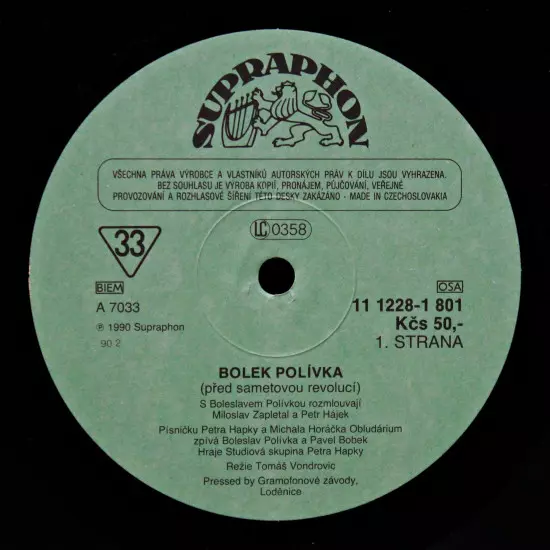 SUPRAPHON
VŠECHNA PRÁVA VÝROBCE A VLASTNÍKŮ AUTORSKÝCH PRÁV K DÍLU JSOU VYHRAZENA.
BEZ SOUHLASU JE VÝROBA KOPIÍ, PRONÁJEM, PŮJČOVÁNÍ, VEŘEJNÉ
PROVOZOVÁNÍ A ROZHLASOVÉ ŠÍŘENÍ TÉTO DESKY ZAKÁZÁNO - MADE IN CZECHOSLOVAKIA
33
LC 0358
BIEM
OSA
A 7033
11 1228-1 801
℗ 1990 Supraphon
Kčs 50,-
90 2
1. STRANA
BOLEK POLÍVKA
(před sametovou revolucí)
S Boleslavem Polívkou rozmlouvají
Miloslav Zapletal a Petr Hájek
Písničku Petra Hapky a Michala Horáčka Obludárium
zpívá Boleslav Polívka a Pavel Bobek
Hraje Studiová skupina Petra Hapky
Režie Tomáš Vondrovic
Pressed by Gramofonové závody,
Loděnice